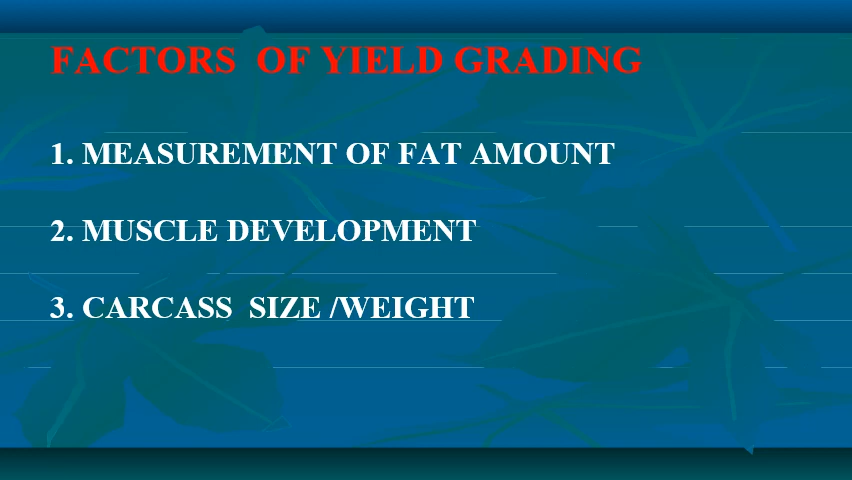 FACTORS OF YIELD GRADING
1. MEASUREMENT OF FAT AMOUNT
2. MUSCLE DEVELOPMENT
3. CARCASS SIZE /WEIGHT